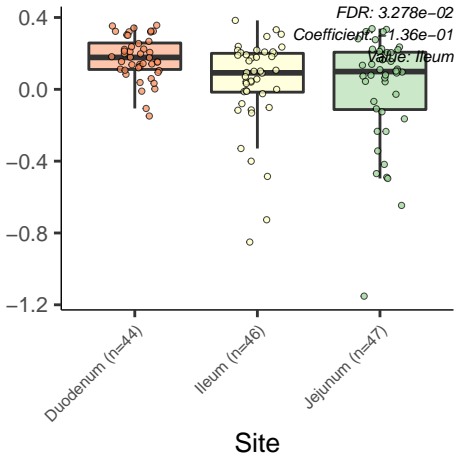 FDR: 3.278e−02
Coefficient: −1.36e−01
Value: Ileum
0.4
0.0
−0.4
−0.8
−1.2
Duodenum (n=44)
Ileum (n=46)
Jejunum (n=47)
Site